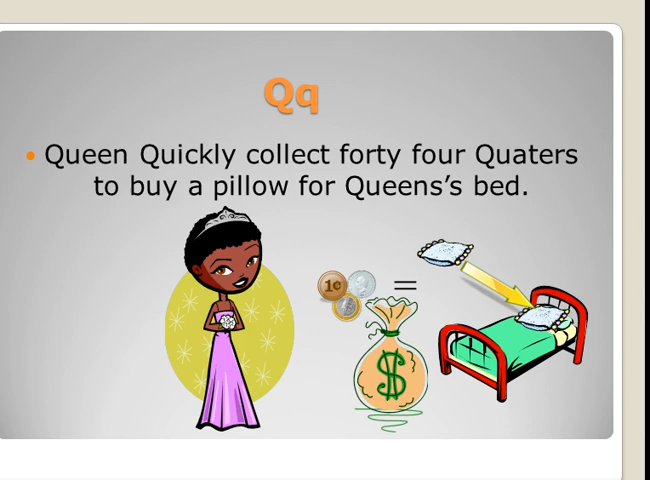 Qq
Queen Quickly collect forty four Quaters
to buy a pillow for Queens’s bed.
1¢
=
$